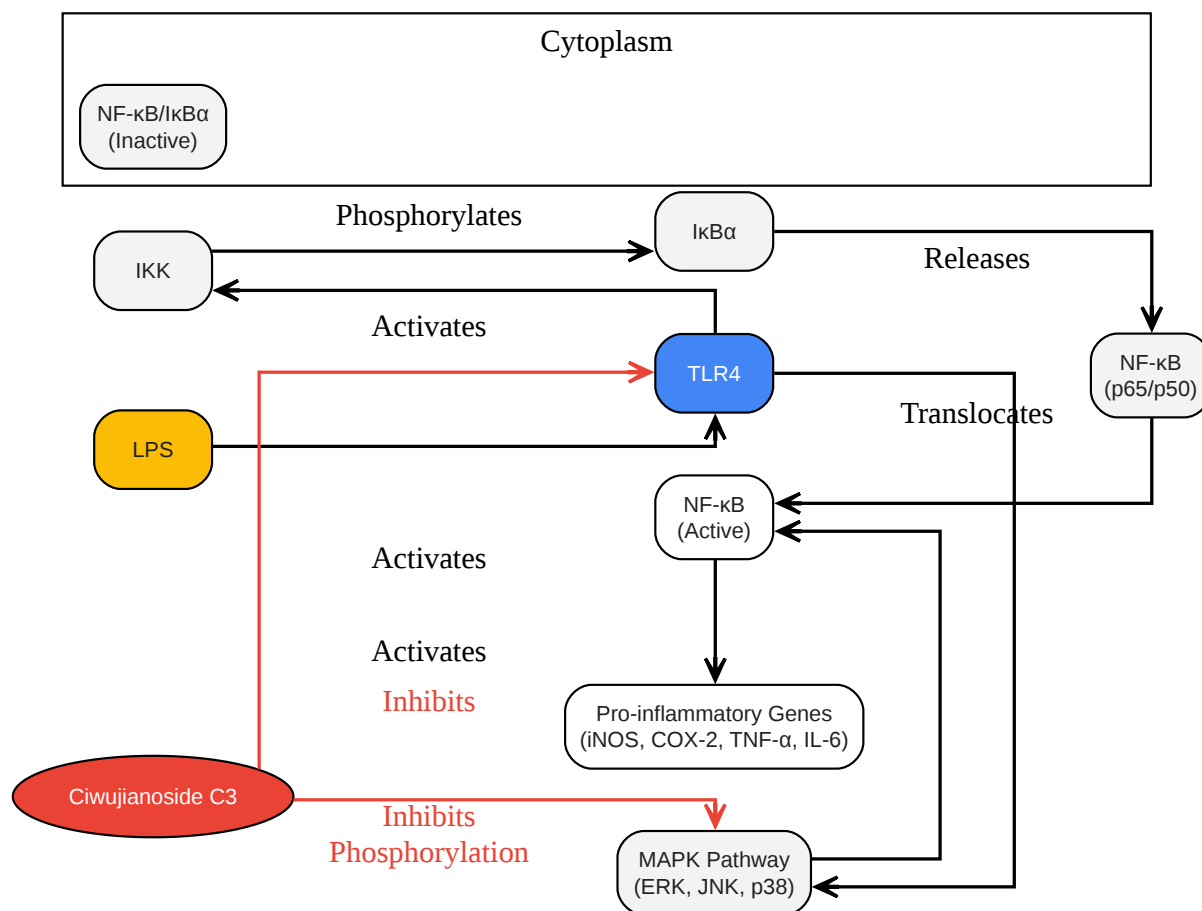 Cytoplasm
NF-κB/IκBα
(Inactive)
Phosphorylates
IκBα
IKK
Releases
Activates
TLR4
NF-κB
(p65/p50)
Translocates
LPS
NF-κB
(Active)
Activates
Activates
Inhibits
Pro-inflammatory Genes
(iNOS, COX-2, TNF-α, IL-6)
Ciwujianoside C3
Inhibits
Phosphorylation
MAPK Pathway
(ERK, JNK, p38)